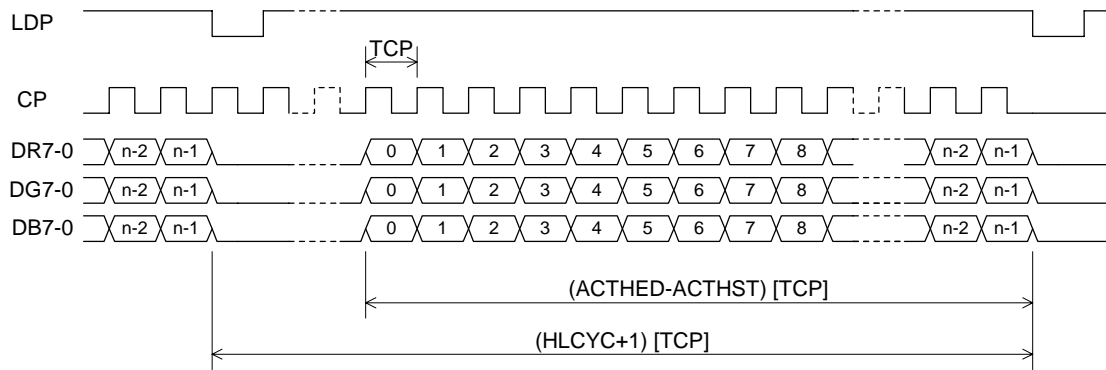 LDP
TCP
CP
DR7-0 n-2 n-1 0 1 2 3 4 5 6 7 8 n-2 n-1
DG7-0 n-2 n-1 0 1 2 3 4 5 6 7 8 n-2 n-1
DB7-0 n-2 n-1 0 1 2 3 4 5 6 7 8 n-2 n-1
(ACTHED-ACTHST) [TCP]
(HLCYC+1) [TCP]